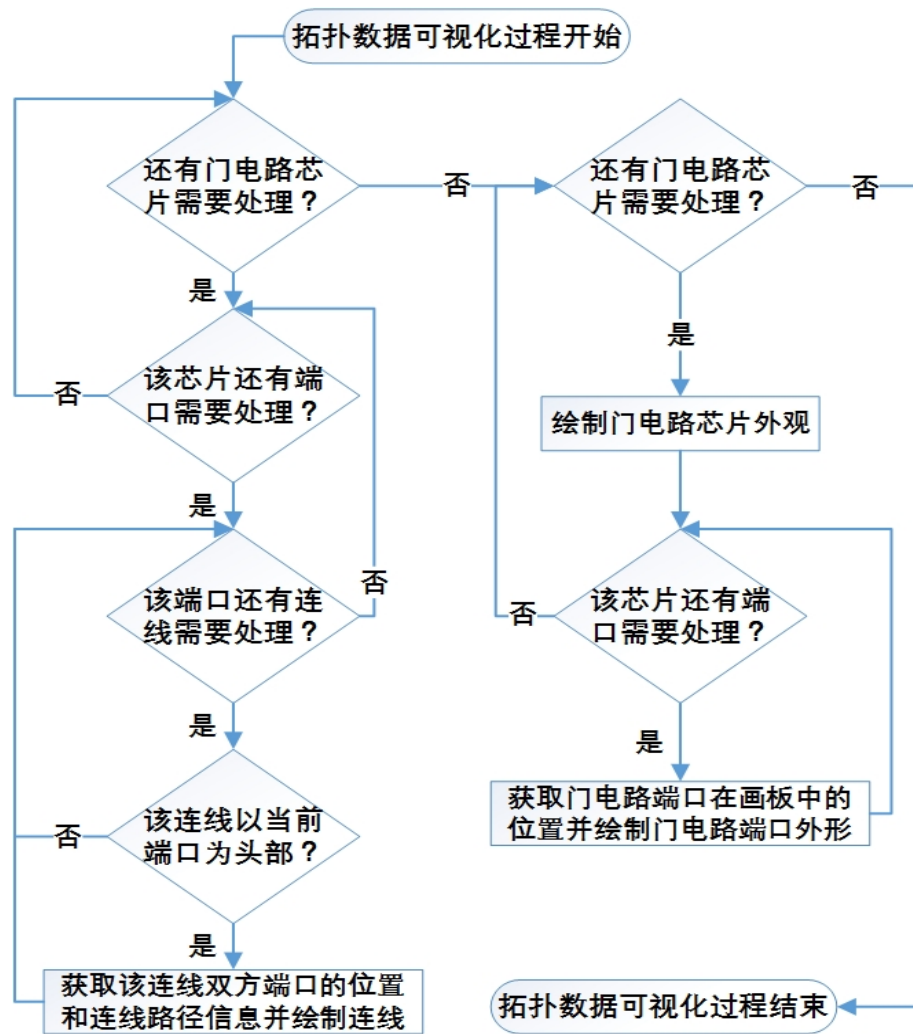 拓扑数据可视化过程开始
还有门电路芯
片需要处理？
否
还有门电路芯
片需要处理？
否
是
是
该芯片还有端
口需要处理？
否
绘制门电路芯片外观
是
该端口还有连
线需要处理？
否
该芯片还有端
口需要处理？
否
是
是
该连线以当前
端口为头部？
否
获取门电路端口在画板中的
位置并绘制门电路端口外形
是
获取该连线双方端口的位置
和连线路径信息并绘制连线
拓扑数据可视化过程结束